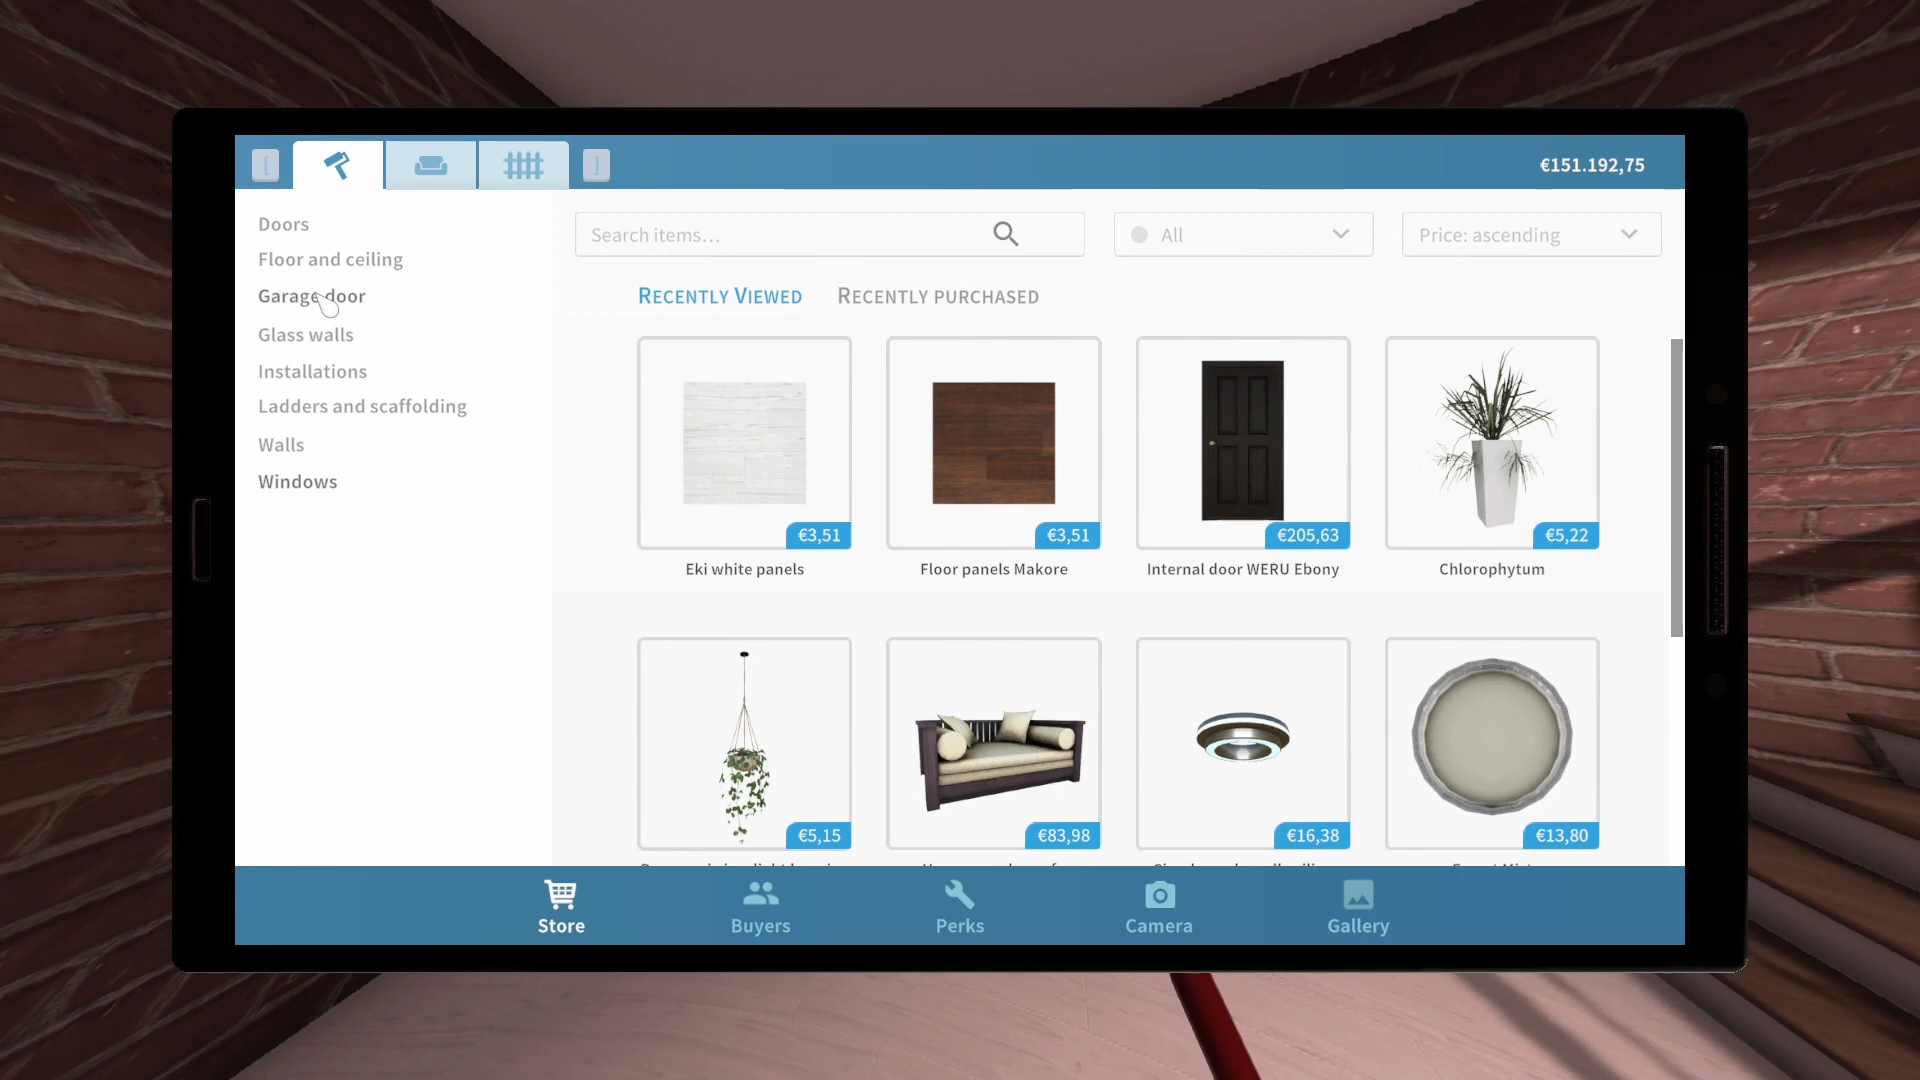 [
]
€151.192,75
Doors
Floor and ceiling
Garage door
Glass walls
Installations
Ladders and scaffolding
Walls
Windows
Search items...
All
Price: ascending
RECENTLY VIEWED
RECENTLY PURCHASED
€3,51
€3,51
€205,63
€5,22
Eki white panels
Floor panels Makore
Internal door WERU Ebony
Chlorophytum
€5,15
€83,98
€16,38
€13,80
Store
Buyers
Perks
Camera
Gallery